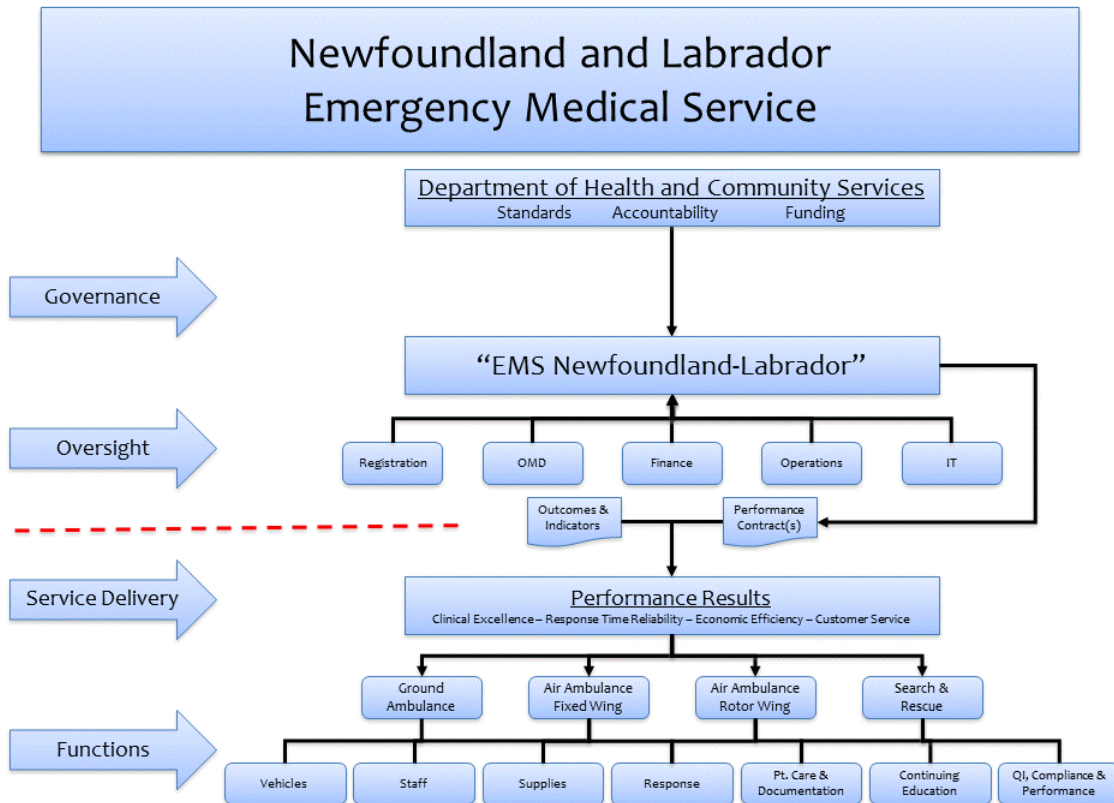 Newfoundland and Labrador
Emergency Medical Service
Department of Health and Community Services
Standards Accountability Funding
Governance
“EMS Newfoundland-Labrador”
Oversight
Registration
OMD
Finance
Operations
IT
Outcomes &
Indicators
Performance
Contract(s)
Service Delivery
Performance Results
Clinical Excellence – Response Time Reliability – Economic Efficiency – Customer Service
Ground
Ambulance
Air Ambulance
Fixed Wing
Air Ambulance
Rotor Wing
Search &
Rescue
Functions
Vehicles
Staff
Supplies
Response
Pt. Care &
Documentation
Continuing
Education
QI, Compliance &
Performance